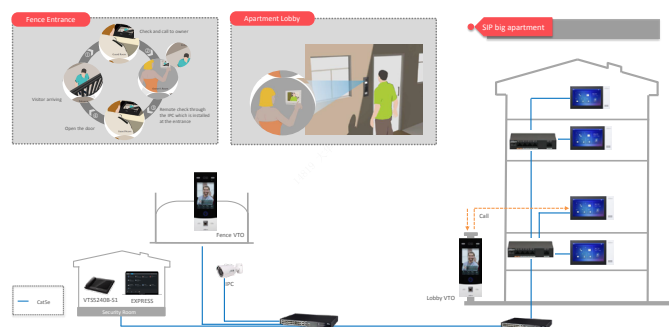 Fence Entrance
Check and call to owner
Visitor arriving
Remote check through
the IPC which is installed
at the entrance
Open the door
Apartment Lobby
SIP big apartment
Call
Fence VTO
IPC
Lobby VTO
VTS5240B-S1
EXPRESS
Security Room
Cat5e